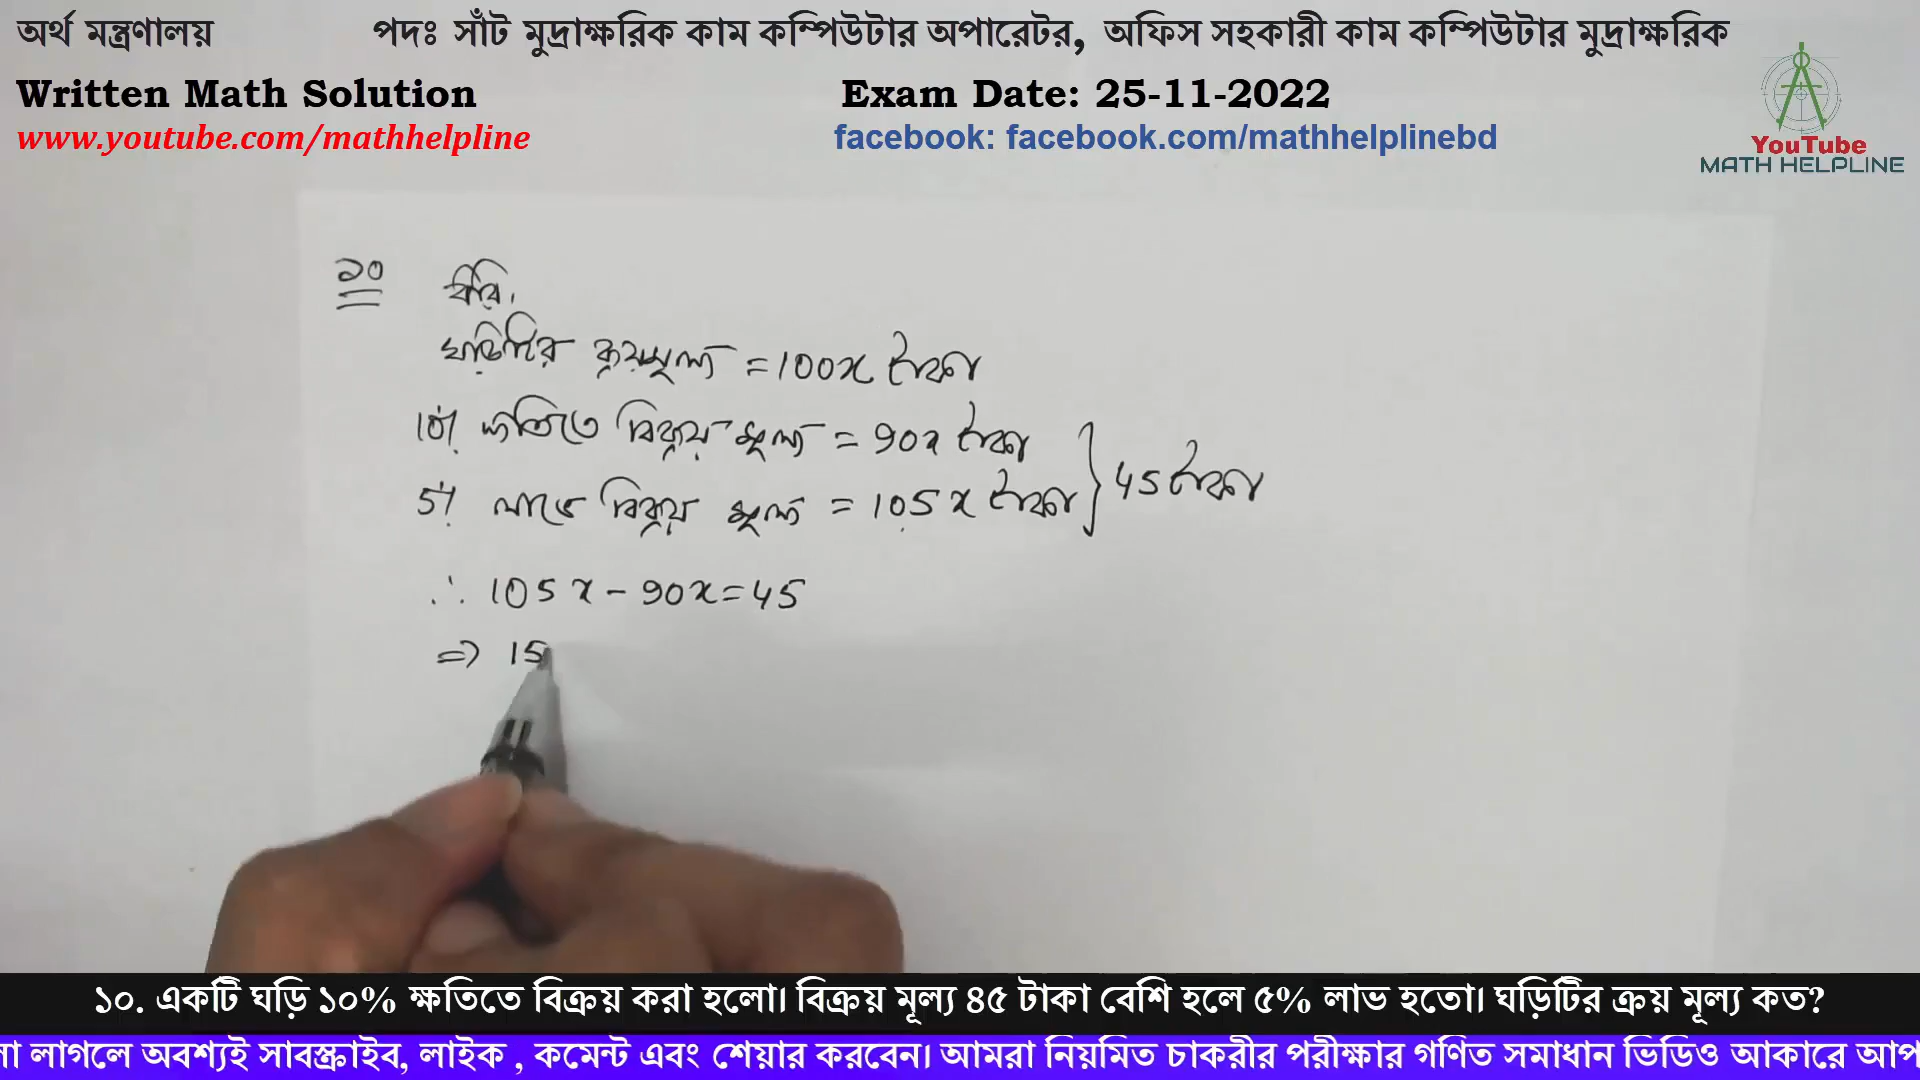 অর্থ মন্ত্রণালয় পদঃ সাঁট মুদ্রাক্ষরিক কাম কম্পিউটার অপারেটর, অফিস সহকারী কাম কম্পিউটার মুদ্রাক্ষরিক
Written Math Solution Exam Date: 25-11-2022
www.youtube.com/mathhelpline facebook: facebook.com/mathhelplinebd
YouTube
MATH HELPLINE
১০ ধরি,
ঘড়িটির ক্রয়মূল্য = 100x টাকা
10% ক্ষতিতে বিক্রয় মূল্য = 90x টাকা
5% লাভে বিক্রয় মূল্য = 105x টাকা } 45 টাকা
∴ 105x - 90x = 45
⇒ 15
১০. একটি ঘড়ি ১০% ক্ষতিতে বিক্রয় করা হলো। বিক্রয় মূল্য ৪৫ টাকা বেশি হলে ৫% লাভ হতো। ঘড়িটির ক্রয় মূল্য কত?
লাগলে অবশ্যই সাবস্ক্রাইব, লাইক , কমেন্ট এবং শেয়ার করবেন। আমরা নিয়মিত চাকরীর পরীক্ষার গণিত সমাধান ভিডিও আকারে আপ